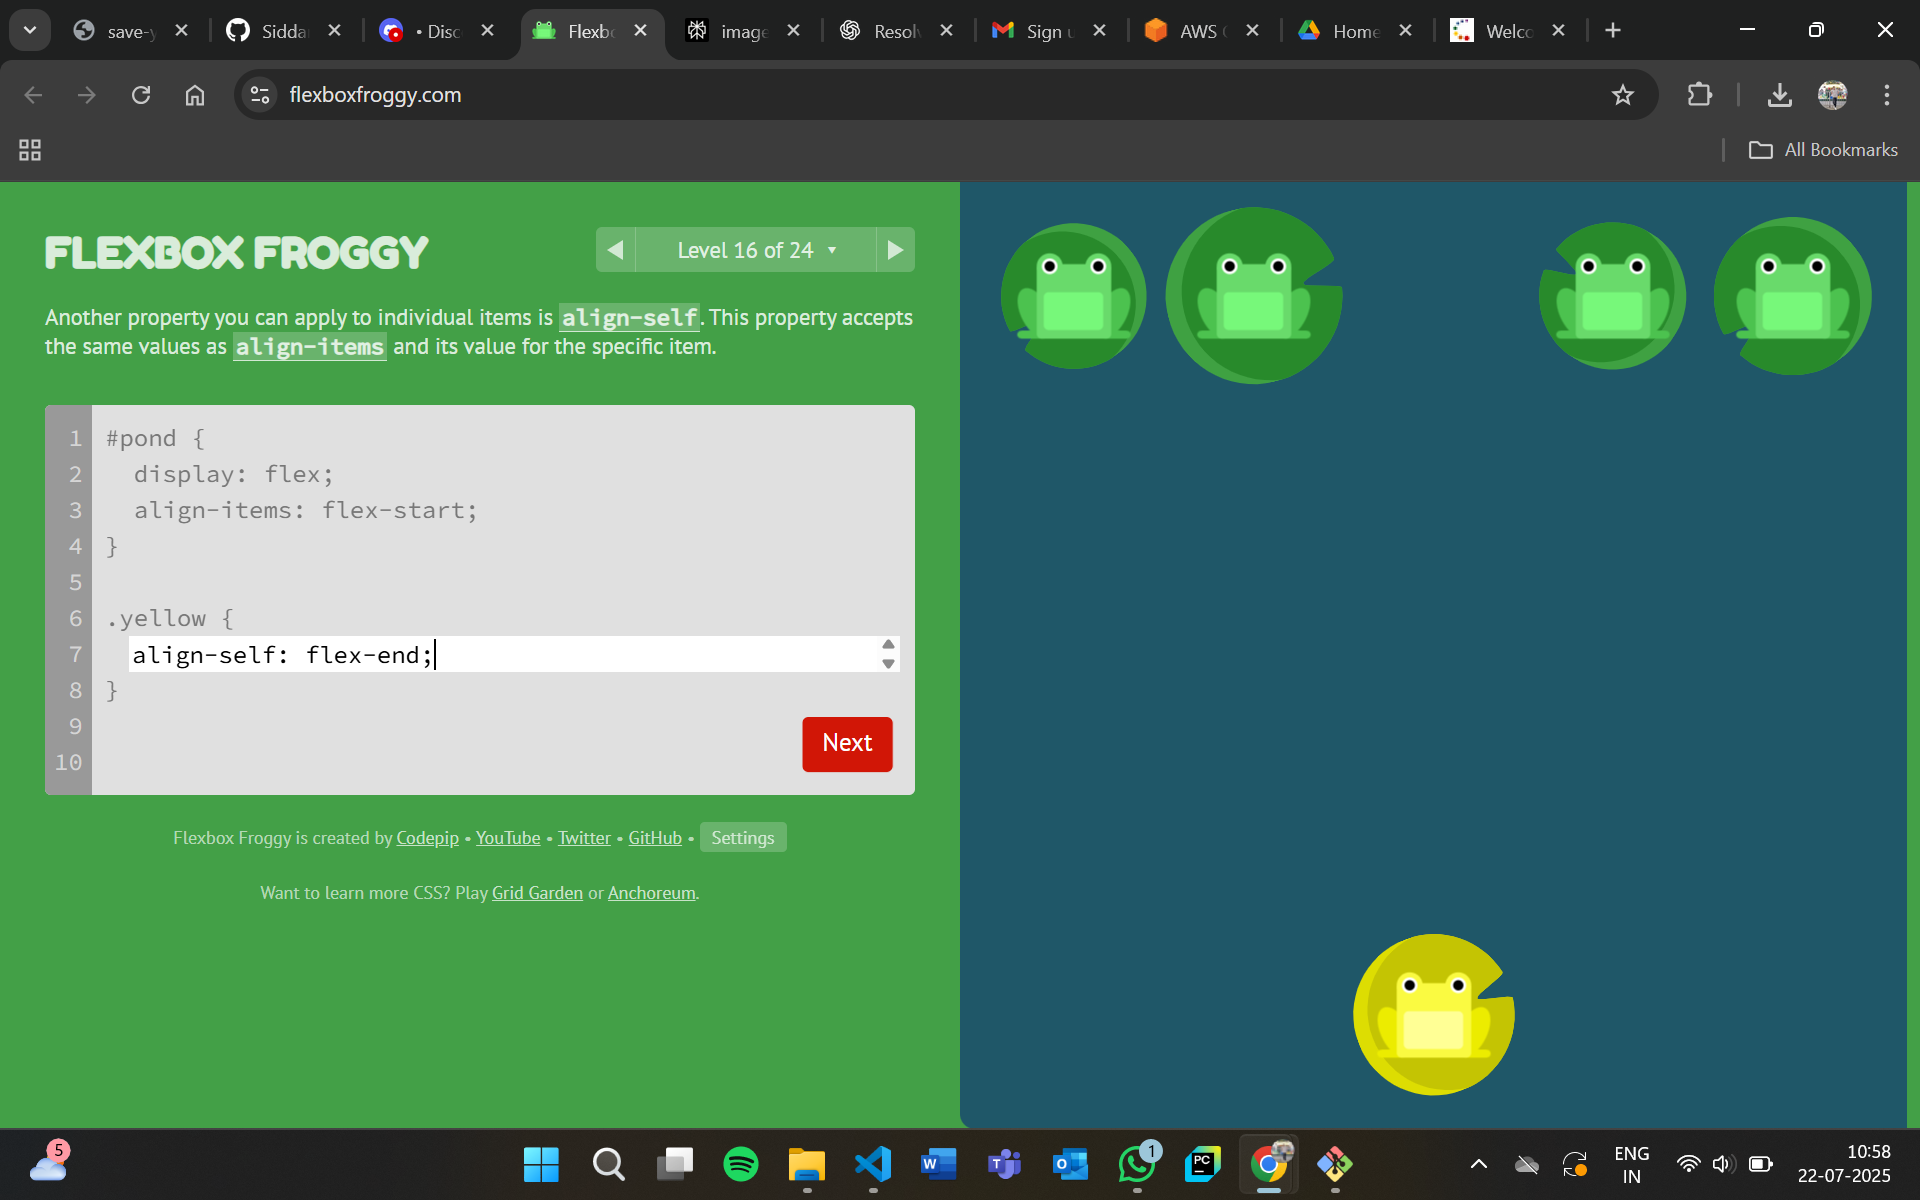 save-y
Sidda
• Disc
Flexbo
image
Resolv
Sign u
AWS (
Home
Welco
flexboxfroggy.com
All Bookmarks
FLEXBOX FROGGY
Level 16 of 24 ▾
Another property you can apply to individual items is align-self. This property accepts
the same values as align-items and its value for the specific item.
1 #pond {
2 display: flex;
3 align-items: flex-start;
4 }
5
6 .yellow {
7 align-self: flex-end;
8 }
9
10
Next
Flexbox Froggy is created by Codepip • YouTube • Twitter • GitHub • Settings
Want to learn more CSS? Play Grid Garden or Anchoreum.
5
W
T
O
1
PC
ENG
IN
10:58
22-07-2025